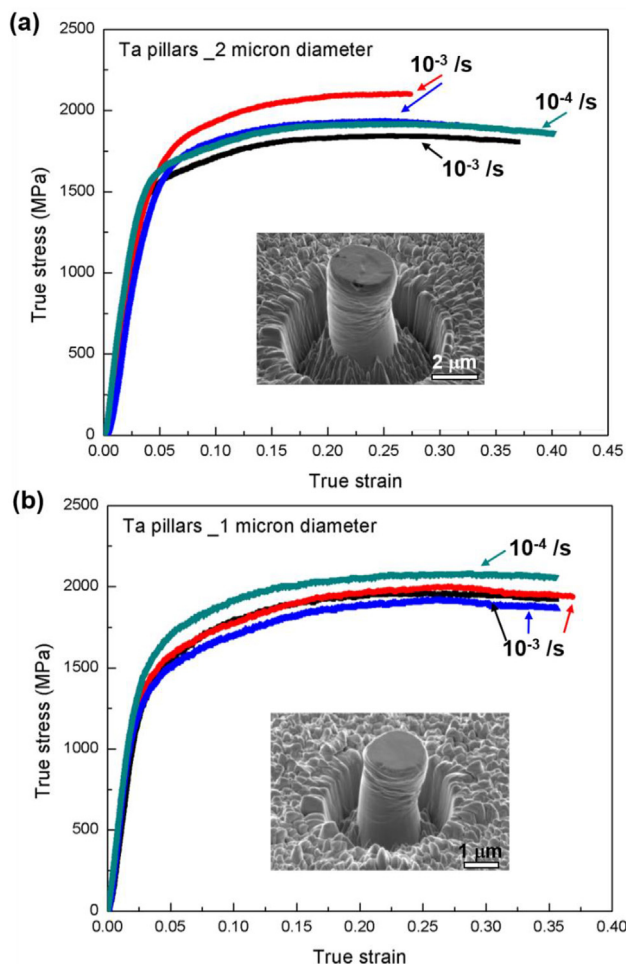 (a)
2500
2000
1500
1000
500
0
True stress (MPa)
Ta pillars _2 micron diameter
10⁻³ /s
10⁻⁴ /s
10⁻³ /s
2 μm
0.00 0.05 0.10 0.15 0.20 0.25 0.30 0.35 0.40 0.45
True strain
(b)
2500
2000
1500
1000
500
0
True stress (MPa)
Ta pillars _1 micron diameter
10⁻⁴ /s
10⁻³ /s
1 μm
0.00 0.05 0.10 0.15 0.20 0.25 0.30 0.35 0.40
True strain